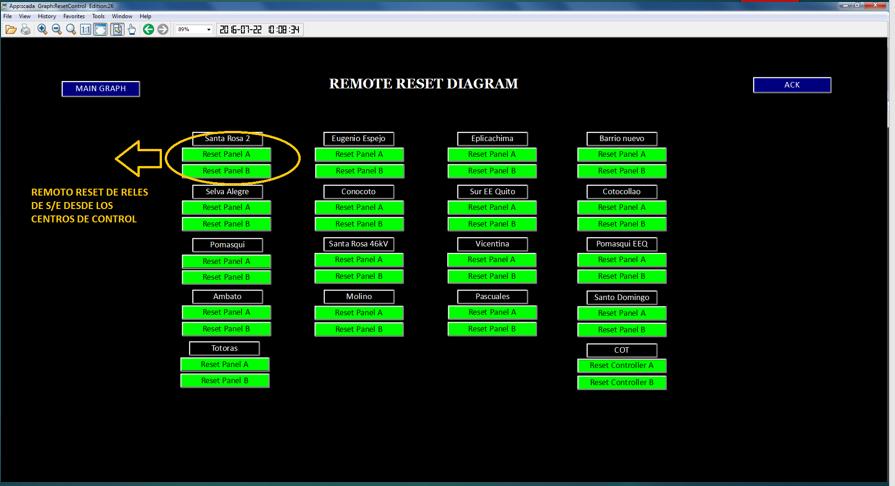 App:scada Graph:ResetControl Edition:26
File View History Favorites Tools Window Help
89% 2016-07-22 10:08:34
REMOTE RESET DIAGRAM
MAIN GRAPH
ACK
Santa Rosa 2 Eugenio Espejo Eplicachima Barrio nuevo
Reset Panel A Reset Panel A Reset Panel A Reset Panel A
Reset Panel B Reset Panel B Reset Panel B Reset Panel B
REMOTO RESET DE RELES
DE S/E DESDE LOS
CENTROS DE CONTROL
Selva Alegre Conocoto Sur EE Quito Cotocollao
Reset Panel A Reset Panel A Reset Panel A Reset Panel A
Reset Panel B Reset Panel B Reset Panel B Reset Panel B
Pomasqui Santa Rosa 46kV Vicentina Pomasqui EEQ
Reset Panel A Reset Panel A Reset Panel A Reset Panel A
Reset Panel B Reset Panel B Reset Panel B Reset Panel B
Ambato Molino Pascuales Santo Domingo
Reset Panel A Reset Panel A Reset Panel A Reset Panel A
Reset Panel B Reset Panel B Reset Panel B Reset Panel B
Totoras COT
Reset Panel A Reset Controller A
Reset Panel B Reset Controller B